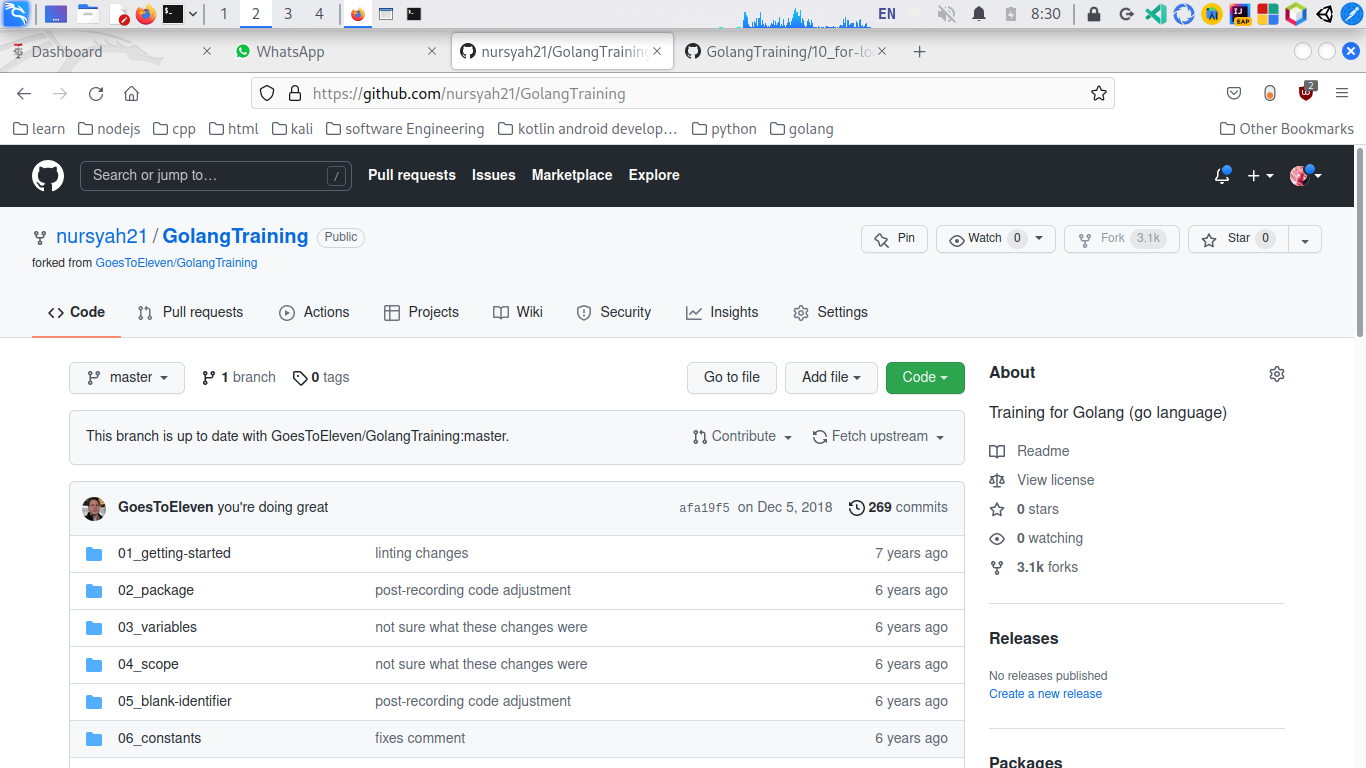 1 2 3 4 EN 8:30
Dashboard WhatsApp nursyah21/GolangTraining GolangTraining/10_for-lo
https://github.com/nursyah21/GolangTraining 2
learn nodejs cpp html kali software Engineering kotlin android develop... python golang Other Bookmarks
Search or jump to... / Pull requests Issues Marketplace Explore
nursyah21 / GolangTraining Public Pin Watch 0 Fork 3.1k Star 0
forked from GoesToEleven/GolangTraining
Code Pull requests Actions Projects Wiki Security Insights Settings
master 1 branch 0 tags Go to file Add file Code
This branch is up to date with GoesToEleven/GolangTraining:master. Contribute Fetch upstream
GoesToEleven you're doing great afa19f5 on Dec 5, 2018 269 commits
01_getting-started linting changes 7 years ago
02_package post-recording code adjustment 6 years ago
03_variables not sure what these changes were 6 years ago
04_scope not sure what these changes were 6 years ago
05_blank-identifier post-recording code adjustment 6 years ago
06_constants fixes comment 6 years ago
About
Training for Golang (go language)
Readme
View license
0 stars
0 watching
3.1k forks
Releases
No releases published
Create a new release
Packages